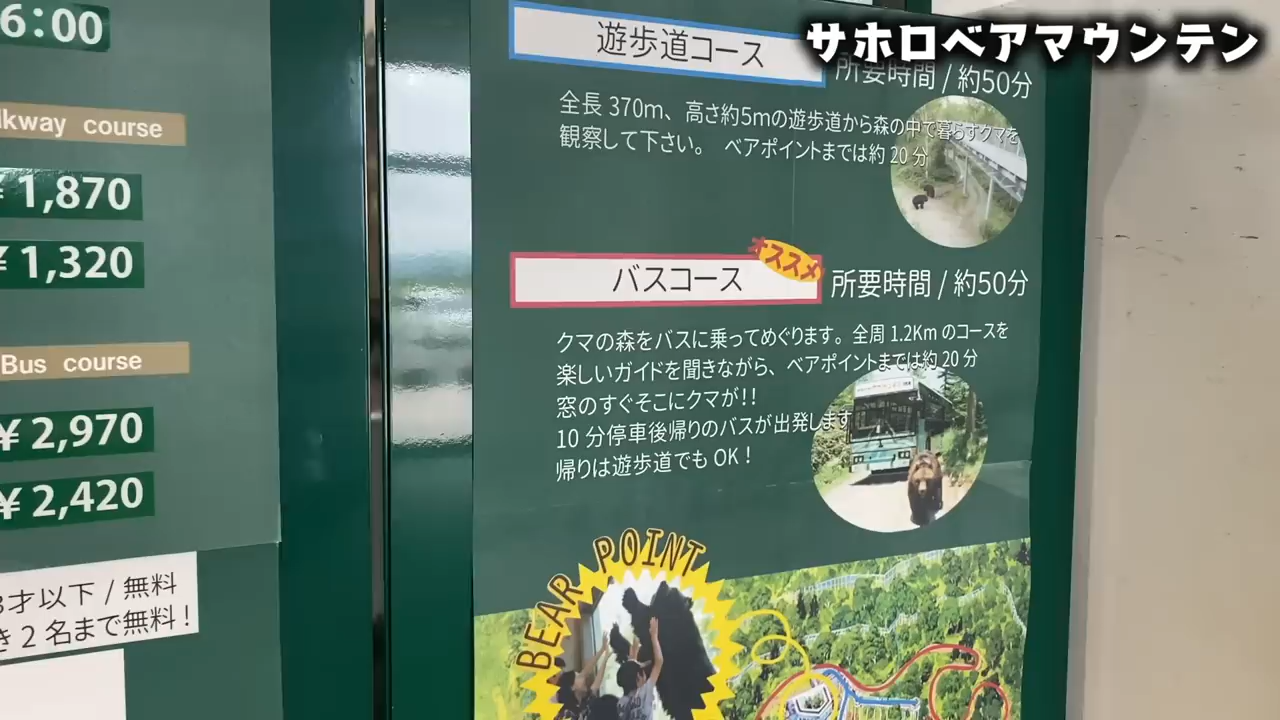 サホロベアマウンテン
6:00
lkway course
¥ 1,870
¥ 1,320
Bus course
¥ 2,970
¥ 2,420
3才以下 / 無料
き 2 名まで無料!
遊歩道コース
所要時間 / 約50分
全長 370m、高さ約5mの遊歩道から森の中で暮らすクマを
観察して下さい。 ベアポイントまでは約 20 分
オススメ
バスコース
所要時間 / 約50分
クマの森をバスに乗ってめぐります。全周 1.2Km のコースを
楽しいガイドを聞きながら、ベアポイントまでは約 20 分
窓のすぐそこにクマが!!
10 分停車後帰りのバスが出発します
帰りは遊歩道でも OK !
BEAR POINT